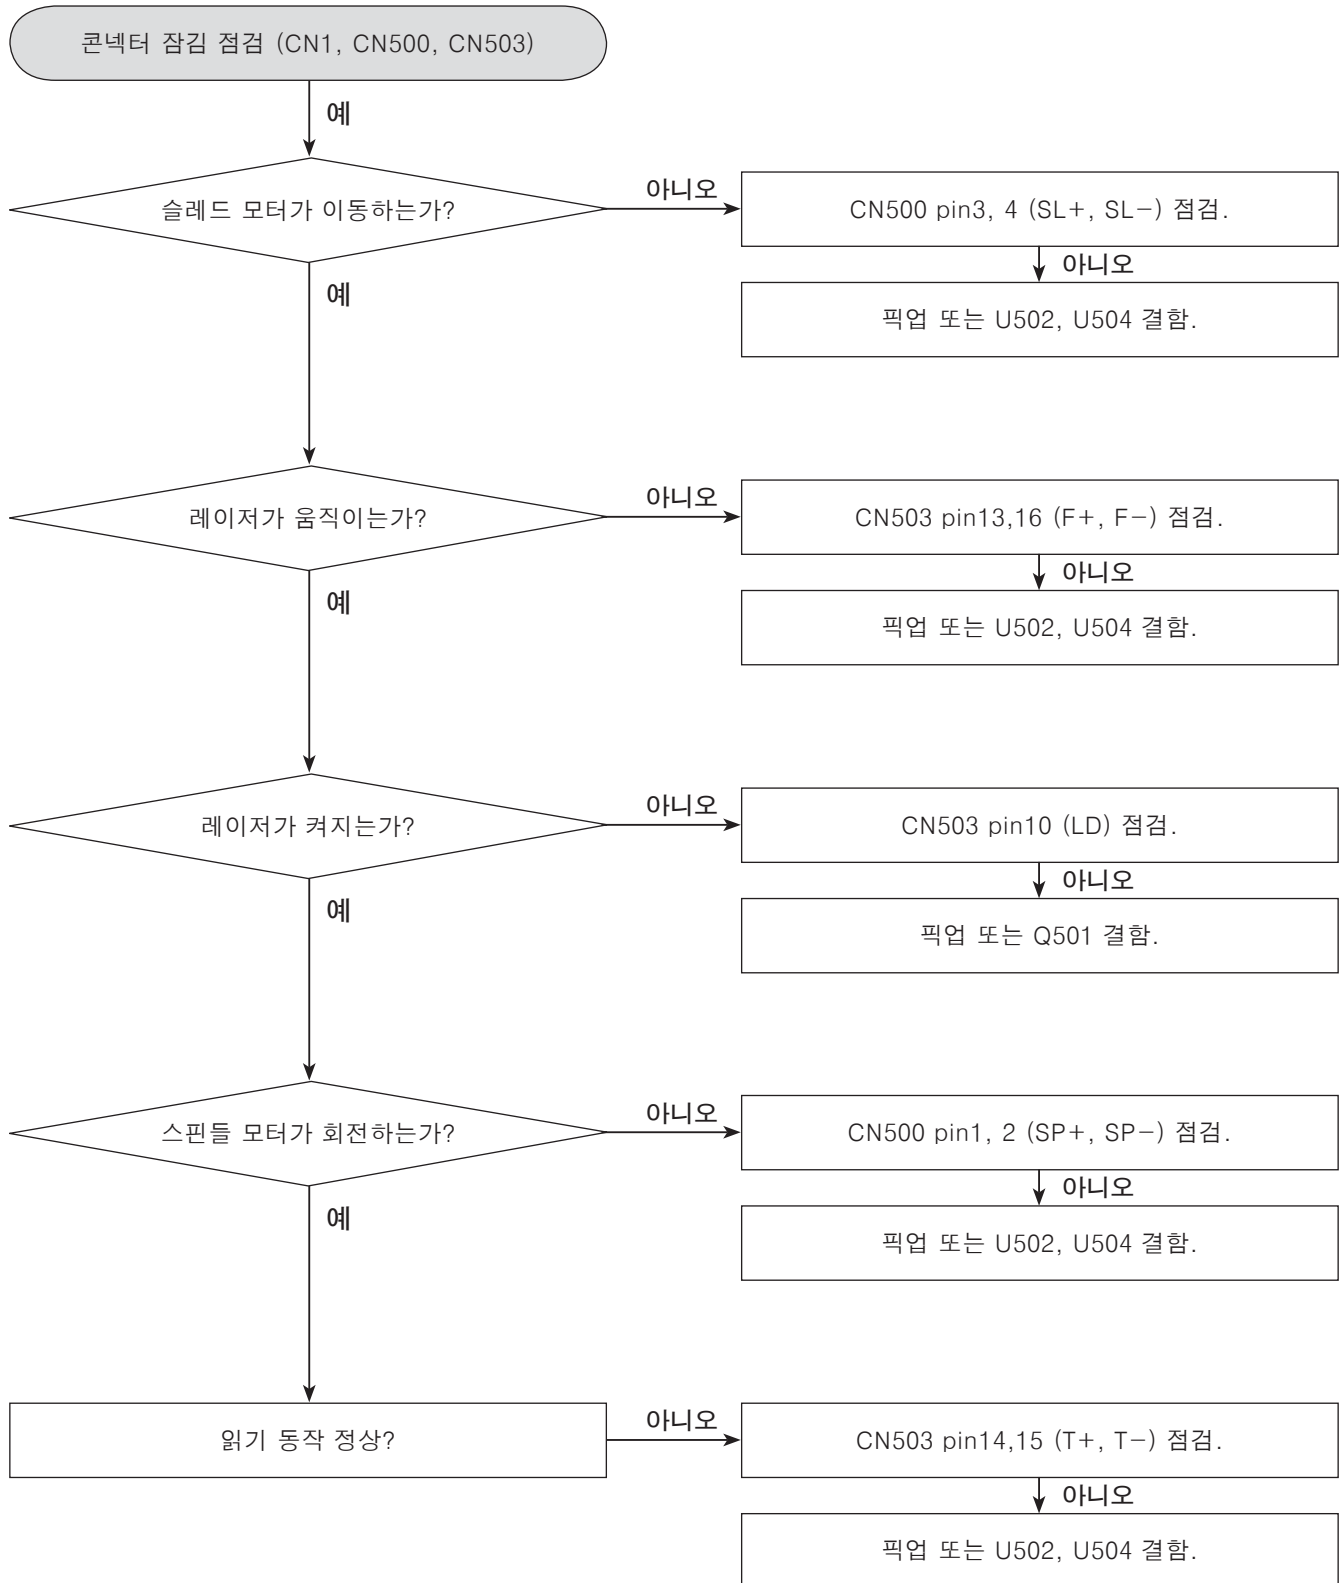 콘넥터 잠김 점검 (CN1, CN500, CN503)
예
슬레드 모터가 이동하는가?
아니오
CN500 pin3, 4 (SL+, SL-) 점검.
아니오
픽업 또는 U502, U504 결함.
예
레이저가 움직이는가?
아니오
CN503 pin13,16 (F+, F-) 점검.
아니오
픽업 또는 U502, U504 결함.
예
레이저가 켜지는가?
아니오
CN503 pin10 (LD) 점검.
아니오
픽업 또는 Q501 결함.
예
스핀들 모터가 회전하는가?
아니오
CN500 pin1, 2 (SP+, SP-) 점검.
아니오
픽업 또는 U502, U504 결함.
예
읽기 동작 정상?
아니오
CN503 pin14,15 (T+, T-) 점검.
아니오
픽업 또는 U502, U504 결함.